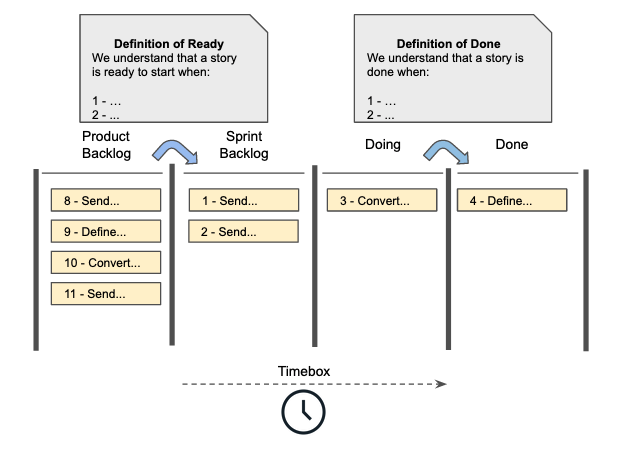 Definition of Ready
We understand that a story
is ready to start when:
1 - ...
2 - ...
Definition of Done
We understand that a story is
done when:
1 - ...
2 - ...
Product
Backlog
Sprint
Backlog
Doing
Done
8 - Send...
9 - Define...
10 - Convert...
11 - Send...
1 - Send...
2 - Send...
3 - Convert...
4 - Define...
Timebox